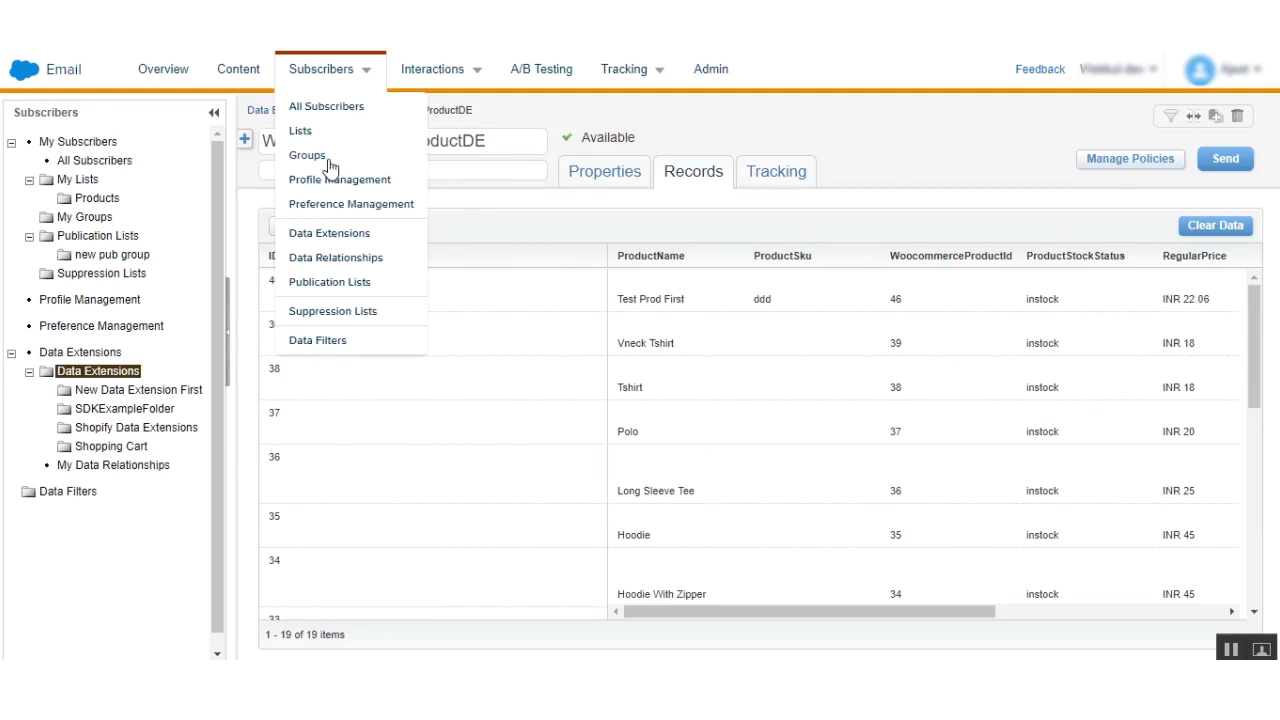 Email
Overview
Content
Subscribers
Interactions
A/B Testing
Tracking
Admin
Feedback
Subscribers
My Subscribers
All Subscribers
My Lists
Products
My Groups
Publication Lists
new pub group
Suppression Lists
Profile Management
Preference Management
Data Extensions
Data Extensions
New Data Extension First
SDKExampleFolder
Shopify Data Extensions
Shopping Cart
My Data Relationships
Data Filters
All Subscribers
Lists
Groups
Profile Management
Preference Management
Data Extensions
Data Relationships
Publication Lists
Suppression Lists
Data Filters
Available
Manage Policies
Send
Properties
Records
Tracking
Clear Data
ProductName ProductSku WoocommerceProductId ProductStockStatus RegularPrice
Test Prod First ddd 46 instock INR 22.06
Vneck Tshirt 39 instock INR 18
38 Tshirt 38 instock INR 18
37 Polo 37 instock INR 20
36 Long Sleeve Tee 36 instock INR 25
35 Hoodie 35 instock INR 45
34 Hoodie With Zipper 34 instock INR 45
1 - 19 of 19 items